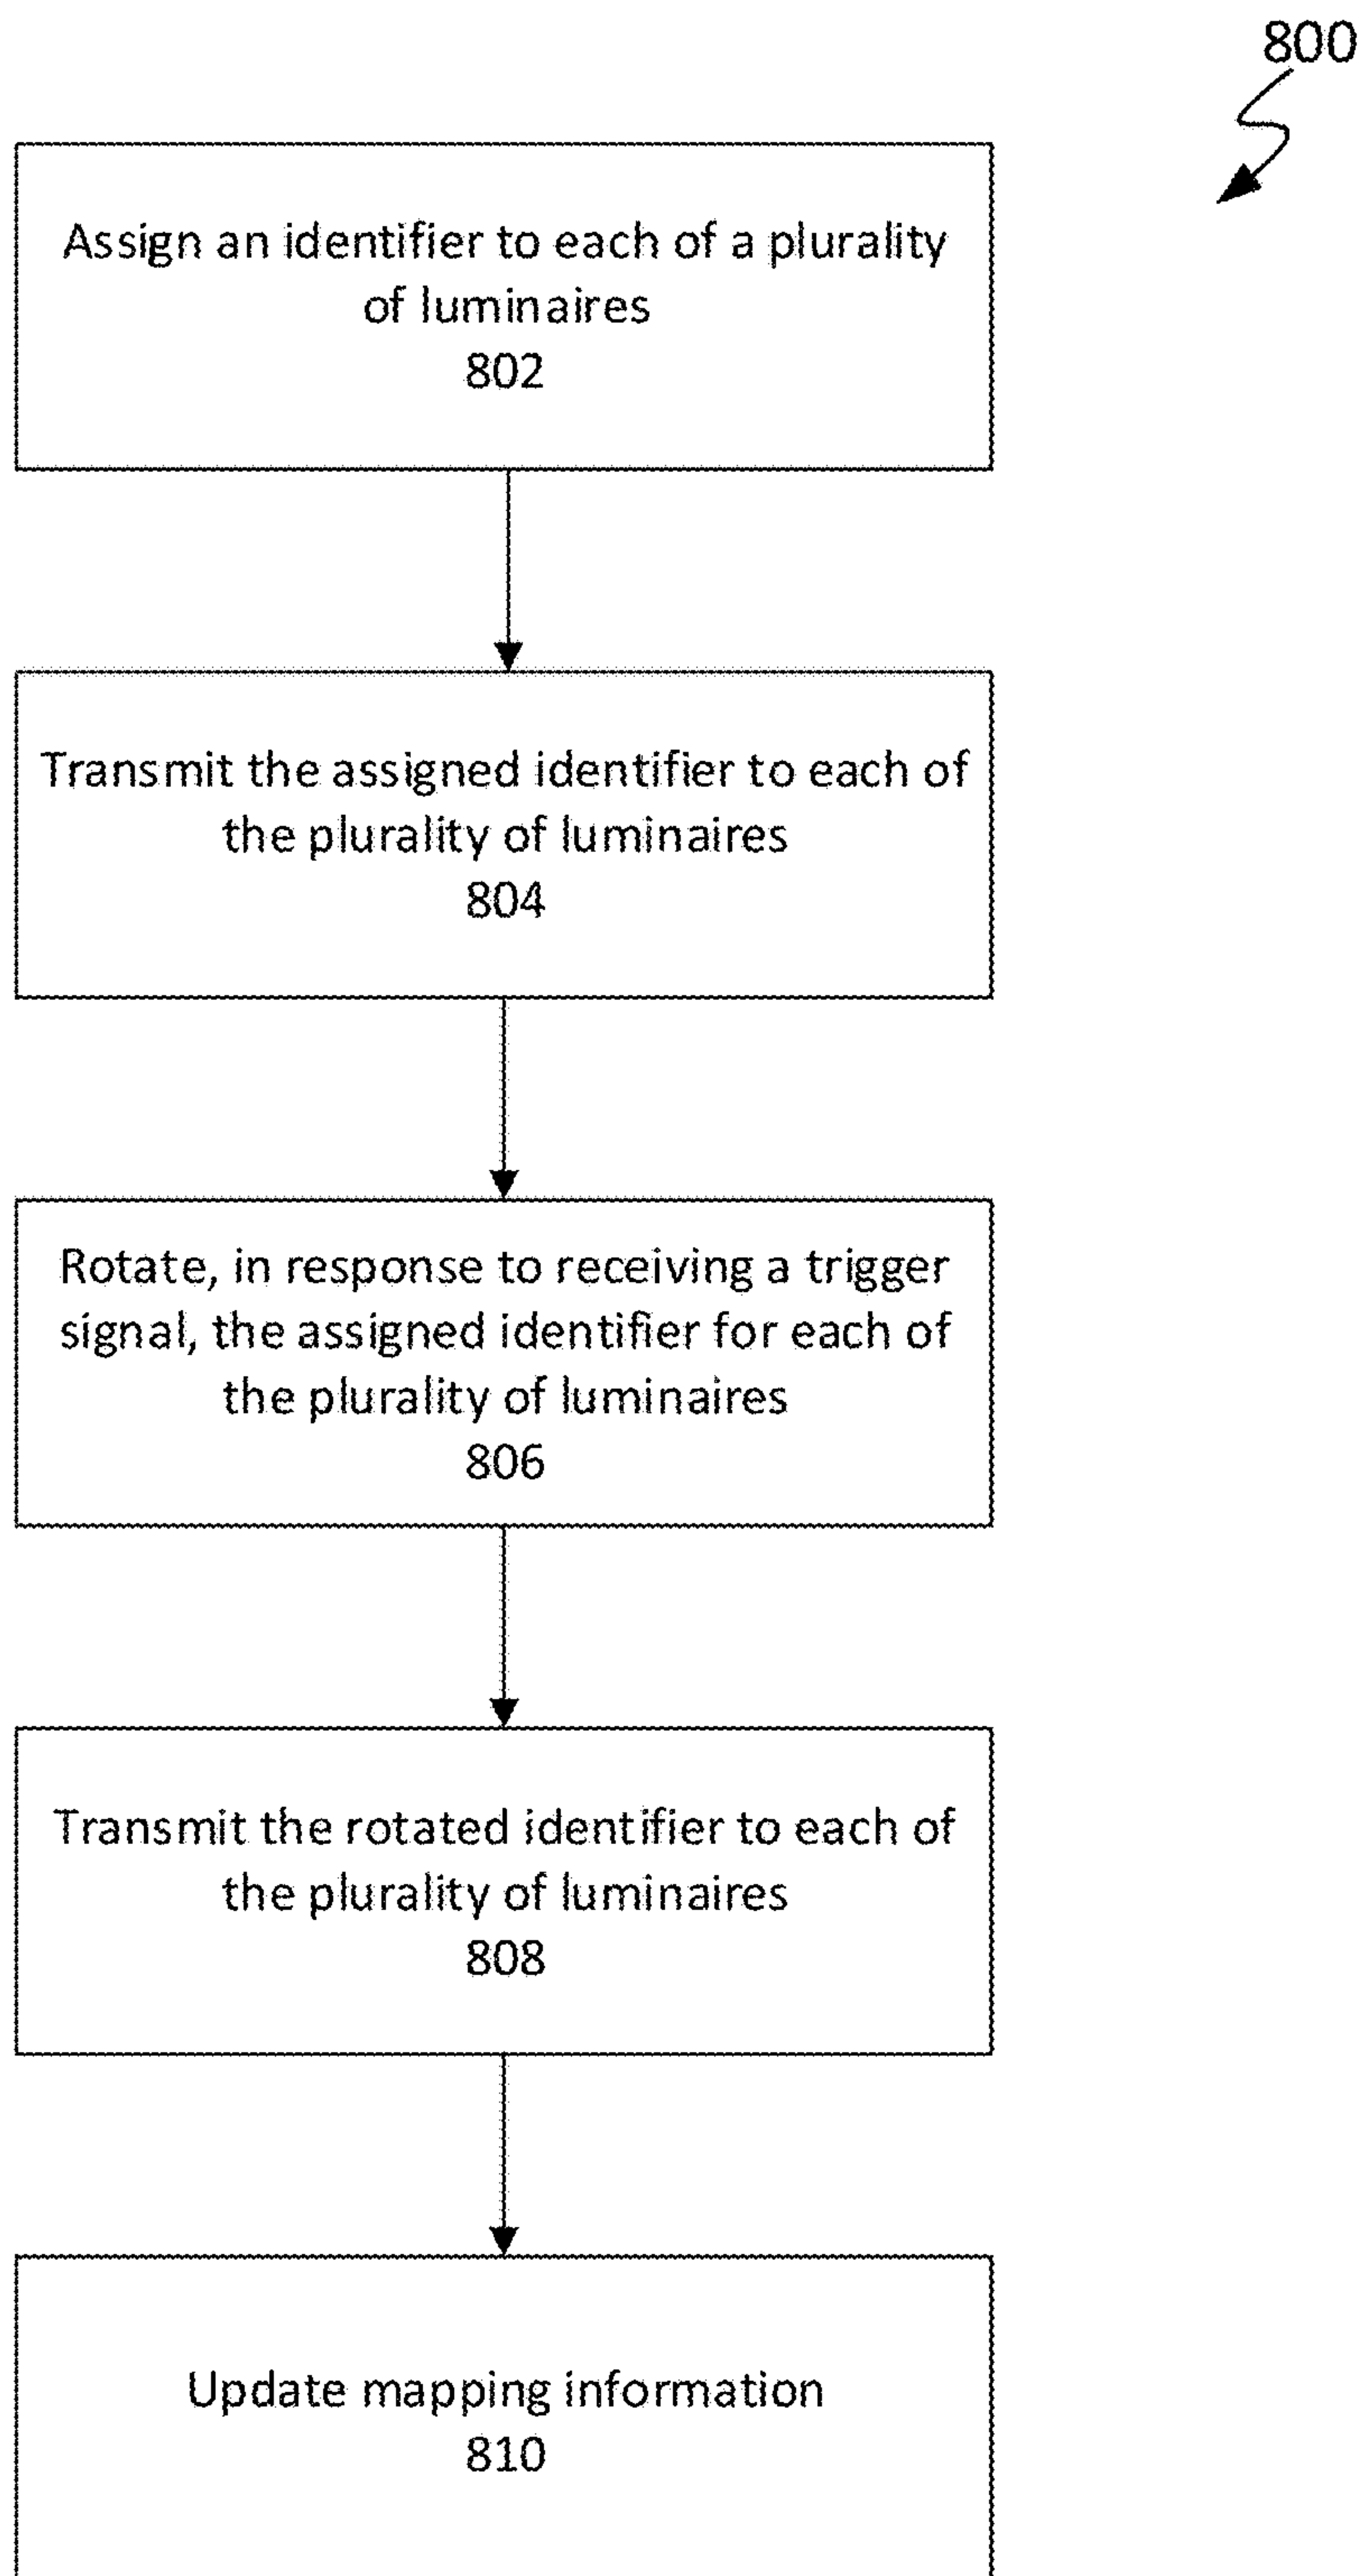 800
Assign an identifier to each of a plurality
of luminaires
802
Transmit the assigned identifier to each of
the plurality of luminaires
804
Rotate, in response to receiving a trigger
signal, the assigned identifier for each of
the plurality of luminaires
806
Transmit the rotated identifier to each of
the plurality of luminaires
808
Update mapping information
810